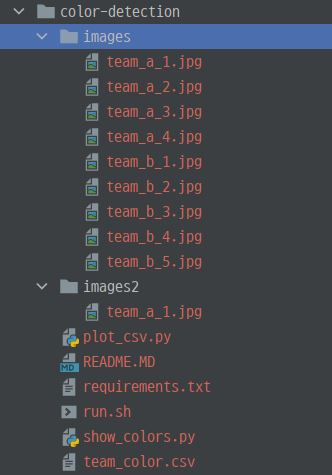 color-detection
images
team_a_1.jpg
team_a_2.jpg
team_a_3.jpg
team_a_4.jpg
team_b_1.jpg
team_b_2.jpg
team_b_3.jpg
team_b_4.jpg
team_b_5.jpg
images2
team_a_1.jpg
plot_csv.py
MD README.MD
requirements.txt
run.sh
show_colors.py
team_color.csv